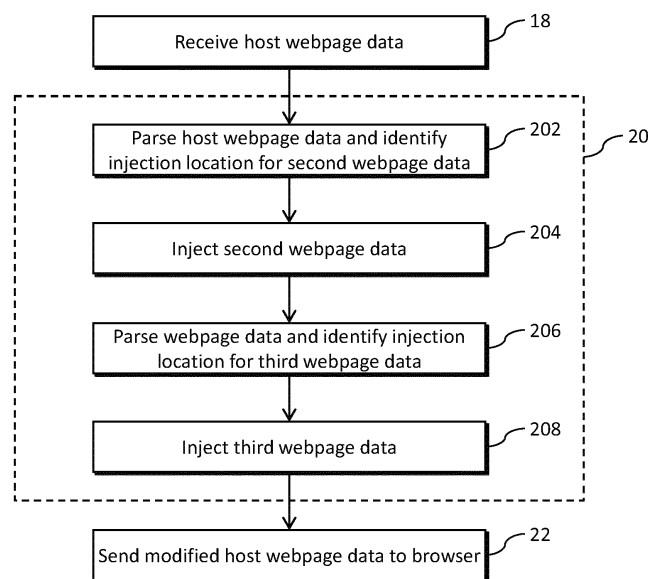 Receive host webpage data
18
Parse host webpage data and identify
injection location for second webpage data
202
20
Inject second webpage data
204
Parse webpage data and identify injection
location for third webpage data
206
Inject third webpage data
208
Send modified host webpage data to browser
22